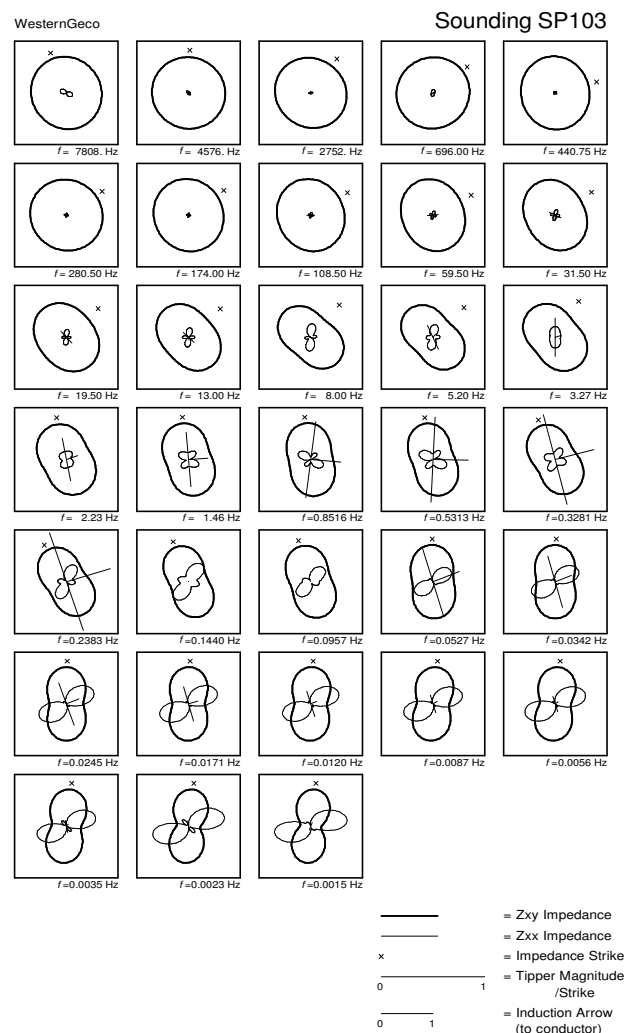 WesternGeco Sounding SP103
f = 7808. Hz f = 4576. Hz f = 2752. Hz f = 696.00 Hz f = 440.75 Hz
f = 280.50 Hz f = 174.00 Hz f = 108.50 Hz f = 59.50 Hz f = 31.50 Hz
f = 19.50 Hz f = 13.00 Hz f = 8.00 Hz f = 5.20 Hz f = 3.27 Hz
f = 2.23 Hz f = 1.46 Hz f =0.8516 Hz f =0.5313 Hz f =0.3281 Hz
f =0.2383 Hz f =0.1440 Hz f =0.0957 Hz f =0.0527 Hz f =0.0342 Hz
f =0.0245 Hz f =0.0171 Hz f =0.0120 Hz f =0.0087 Hz f =0.0056 Hz
f =0.0035 Hz f =0.0023 Hz f =0.0015 Hz
= Zxy Impedance
= Zxx Impedance
× = Impedance Strike
= Tipper Magnitude
0 1 /Strike
= Induction Arrow
0 1 (to conductor)